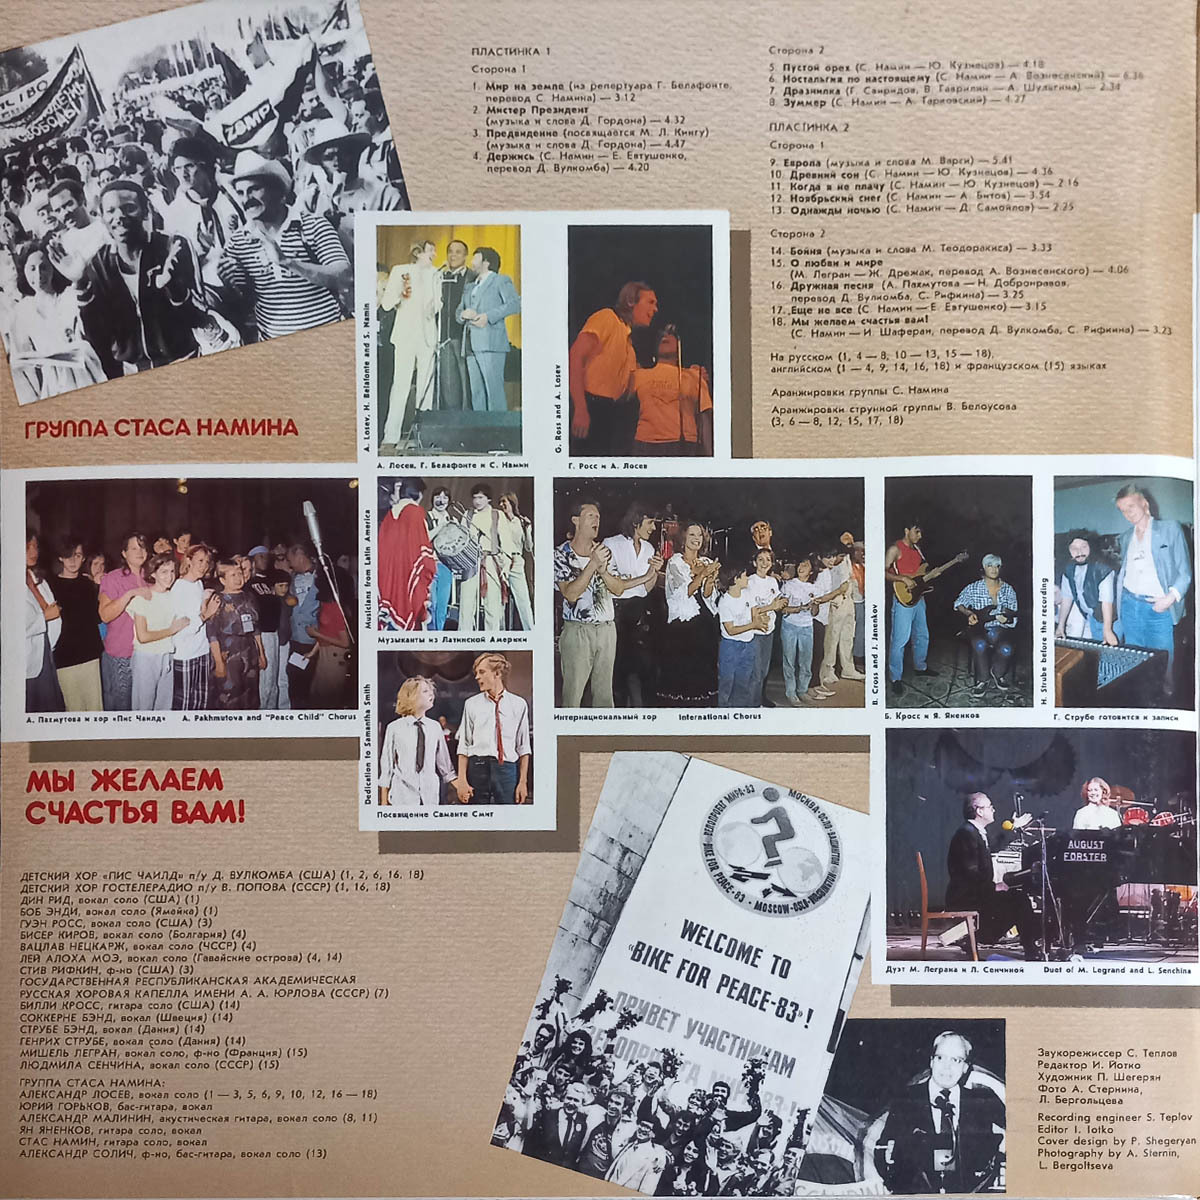 ZOMP
ГРУППА СТАСА НАМИНА
ПЛАСТИНКА 1
Сторона 1
1. Мир на земле (из репертуара Г. Белафонте,
перевод С. Намина) — 3.12
2. Мистер Президент
(музыка и слова Д. Гордона) — 4.32
3. Предвидение (посвящается М. Л. Кингу)
(музыка и слова Д. Гордона) — 4.47
4. Держись (С. Намин — Е. Евтушенко,
перевод Д. Вулкомба) — 4.20
Сторона 2
5. Пустой орех (С. Намин — Ю. Кузнецов) — 4.18
6. Ностальгия по настоящему (С. Намин — А. Вознесенский) — 6.36
7. Дразнилка (Г. Свиридов, В. Гаврилин — А. Шульгина) — 2.34
8. Зуммер (С. Намин — А. Тарковский) — 4.27
ПЛАСТИНКА 2
Сторона 1
9. Европа (музыка и слова М. Варги) — 5.41
10. Древний сон (С. Намин — Ю. Кузнецов) — 4.36
11. Когда я не плачу (С. Намин — Ю. Кузнецов) — 2.16
12. Ноябрьский снег (С. Намин — А. Битов) — 3.54
13. Однажды ночью (С. Намин — Д. Самойлов) — 2.25
Сторона 2
14. Бойня (музыка и слова М. Теодоракиса) — 3.33
15. О любви и мире
(М. Легран — Ж. Дрежак, перевод А. Вознесенского) — 4.06
16. Дружная песня (А. Пахмутова — Н. Добронравов,
перевод Д. Вулкомба, С. Рифкина) — 3.25
17. Еще не все (С. Намин — Е. Евтушенко) — 3.15
18. Мы желаем счастья вам!
(С. Намин — И. Шаферан, перевод Д. Вулкомба, С. Рифкина) — 3.23
На русском (1, 4 — 8, 10 — 13, 15 — 18),
английском (1 — 4, 9, 14, 16, 18) и французском (15) языках
Аранжировки группы С. Намина
Аранжировки струнной группы В. Белоусова
(3, 6 — 8, 12, 15, 17, 18)
A. Losev, H. Belafonte and S. Namin
А. Лосев, Г. Белафонте и С. Намин
G. Ross and A. Losev
Г. Росс и А. Лосев
А. Пахмутова и хор «Пис Чаилд» A. Pakhmutova and "Peace Child" Chorus
Musicians from Latin America
Музыканты из Латинской Америки
Dedication to Samantha Smith
Посвящение Саманте Смит
Интернациональный хор International Chorus
B. Cross and J. Janenkov
Б. Кросс и Я. Яненков
H. Strube before the recording
Г. Струбе готовится к записи
AUGUST
FÖRSTER
Дуэт М. Леграна и Л. Сенчиной Duet of M. Legrand and L. Senchina
МЫ ЖЕЛАЕМ
СЧАСТЬЯ ВАМ!
ДЕТСКИЙ ХОР «ПИС ЧАИЛД» п/у Д. ВУЛКОМБА (США) (1, 2, 6, 16, 18)
ДЕТСКИЙ ХОР ГОСТЕЛЕРАДИО п/у В. ПОПОВА (СССР) (1, 16, 18)
ДИН РИД, вокал соло (США) (1)
БОБ ЭНДИ, вокал соло (Ямайка) (1)
ГУЭН РОСС, вокал соло (США) (3)
БИСЕР КИРОВ, вокал соло (Болгария) (4)
ВАЦЛАВ НЕЦКАРЖ, вокал соло (ЧССР) (4)
ЛЕЙ АЛОХА МОЭ, вокал соло (Гавайские острова) (4, 14)
СТИВ РИФКИН, ф-но (США) (3)
ГОСУДАРСТВЕННАЯ РЕСПУБЛИКАНСКАЯ АКАДЕМИЧЕСКАЯ
РУССКАЯ ХОРОВАЯ КАПЕЛЛА ИМЕНИ А. А. ЮРЛОВА (СССР) (7)
БИЛЛИ КРОСС, гитара соло (США) (14)
СОККЕРНЕ БЭНД, вокал (Швеция) (14)
СТРУБЕ БЭНД, вокал (Дания) (14)
ГЕНРИХ СТРУБЕ, вокал соло (Дания) (14)
МИШЕЛЬ ЛЕГРАН, вокал соло, ф-но (Франция) (15)
ЛЮДМИЛА СЕНЧИНА, вокал соло (СССР) (15)
ГРУППА СТАСА НАМИНА:
АЛЕКСАНДР ЛОСЕВ, вокал соло (1 — 3, 5, 6, 9, 10, 12, 16 — 18)
ЮРИЙ ГОРЬКОВ, бас-гитара, вокал
АЛЕКСАНДР МАЛИНИН, акустическая гитара, вокал соло (8, 11)
ЯН ЯНЕНКОВ, гитара соло, вокал
СТАС НАМИН, гитара соло, вокал
АЛЕКСАНДР СОЛИЧ, ф-но, бас-гитара, вокал соло (13)
ВЕЛОПРОБЕГ МИРА-83 МОСКВА-ОСЛО-ВАШИНГТОН
BIKE FOR PEACE-83 • MOSCOW-OSLO-WASHINGTON
WELCOME TO
«BIKE FOR PEACE-83»!
ПРИВЕТ УЧАСТНИКАМ
Звукорежиссер С. Теплов
Редактор И. Йотко
Художник П. Шегерян
Фото А. Стернина,
Л. Бергольцева
Recording engineer S. Teplov
Editor I. Iotko
Cover design by P. Shegeryan
Photography by A. Sternin,
L. Bergoltseva